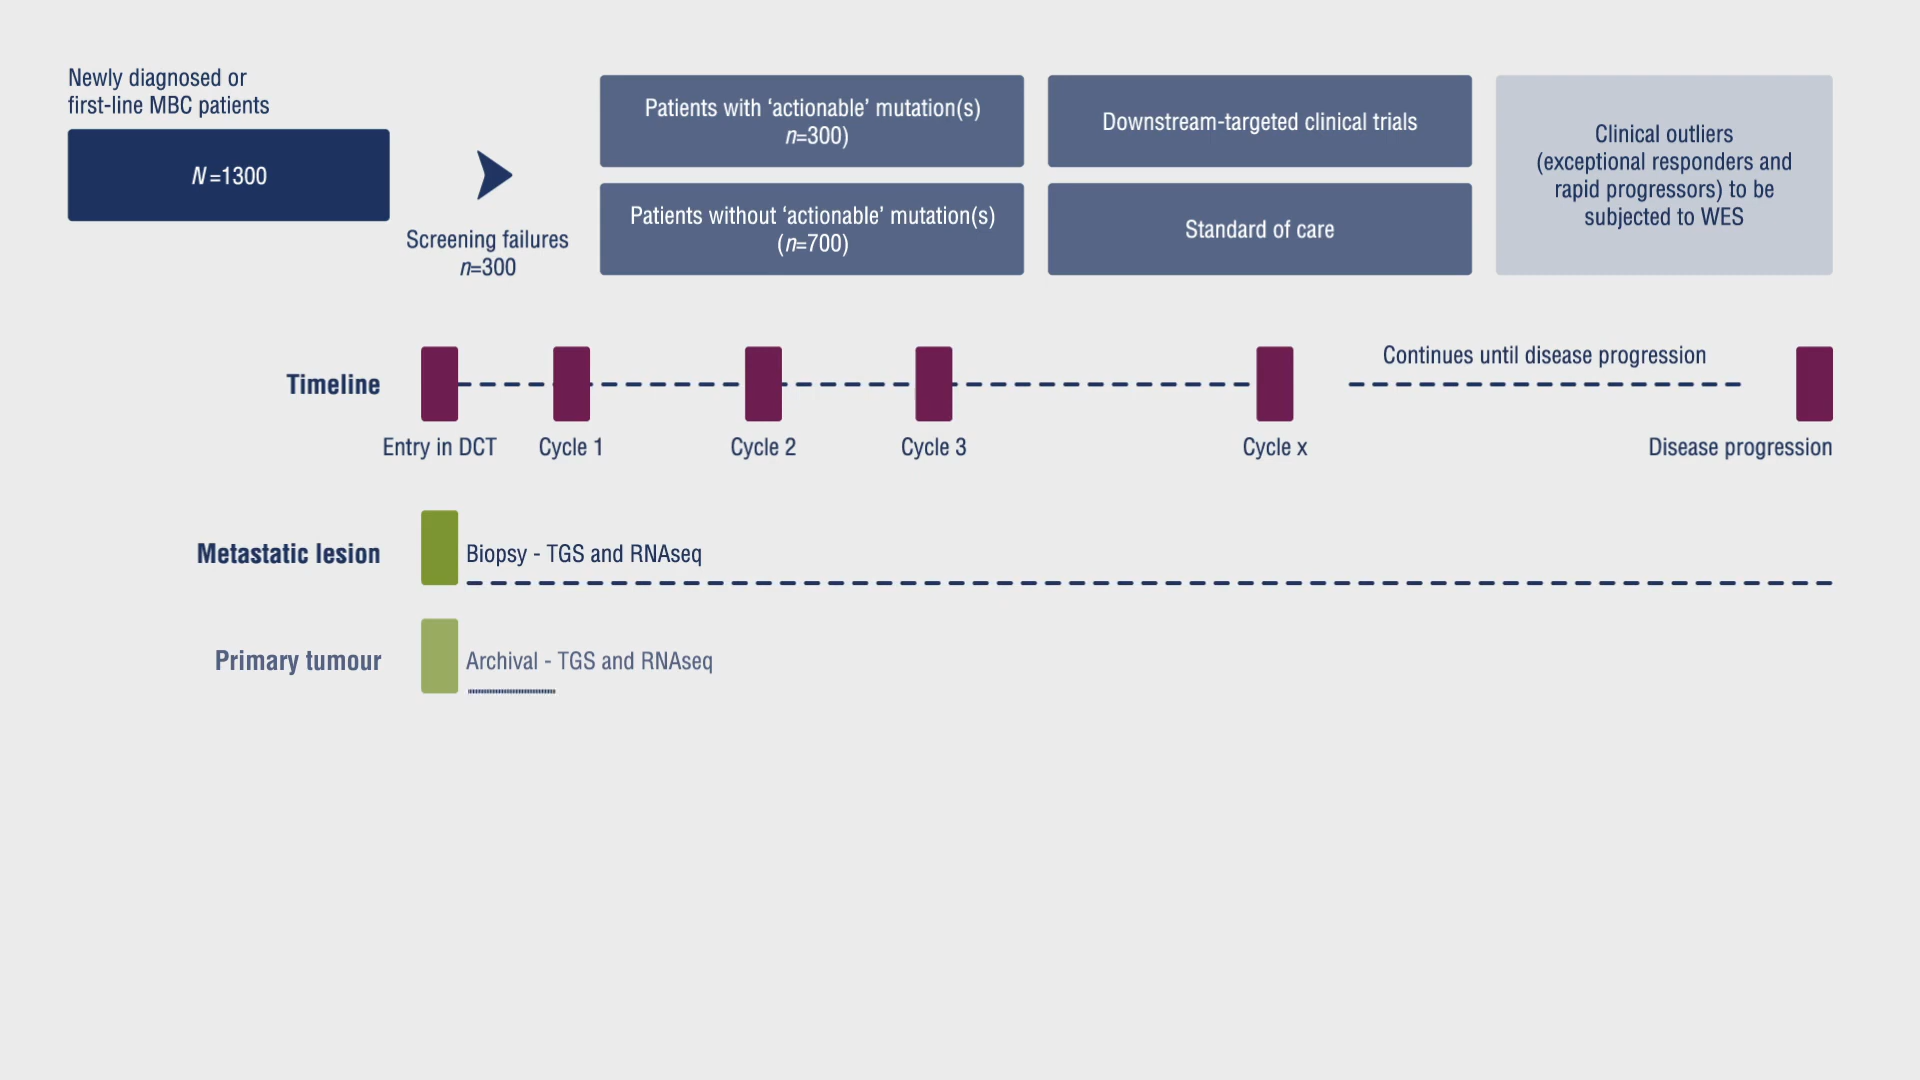 Newly diagnosed or
first-line MBC patients
N=1300
Screening failures
n=300
Patients with ‘actionable’ mutation(s)
n=300)
Patients without ‘actionable’ mutation(s)
(n=700)
Downstream-targeted clinical trials
Standard of care
Clinical outliers
(exceptional responders and
rapid progressors) to be
subjected to WES
Timeline
Continues until disease progression
Entry in DCT
Cycle 1
Cycle 2
Cycle 3
Cycle x
Disease progression
Metastatic lesion
Biopsy - TGS and RNAseq
Primary tumour
Archival - TGS and RNAseq